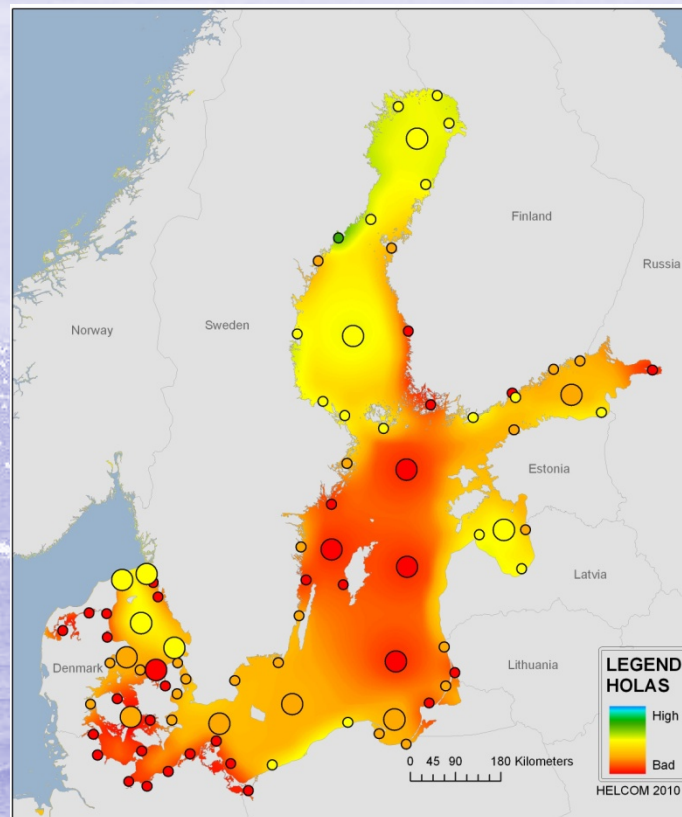 Finland
Russia
Norway
Sweden
Estonia
Latvia
Denmark
Lithuania
LEGEND
HOLAS
High
Bad
0 45 90 180 Kilometers
HELCOM 2010